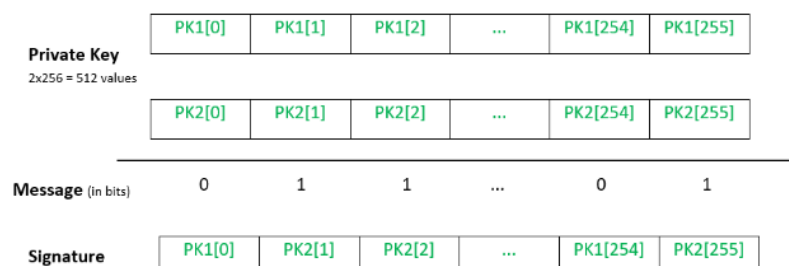 PK1[0] PK1[1] PK1[2] ... PK1[254] PK1[255]
Private Key
2x256 = 512 values
PK2[0] PK2[1] PK2[2] ... PK2[254] PK2[255]
Message (in bits) 0 1 1 ... 0 1
Signature PK1[0] PK2[1] PK2[2] ... PK1[254] PK2[255]